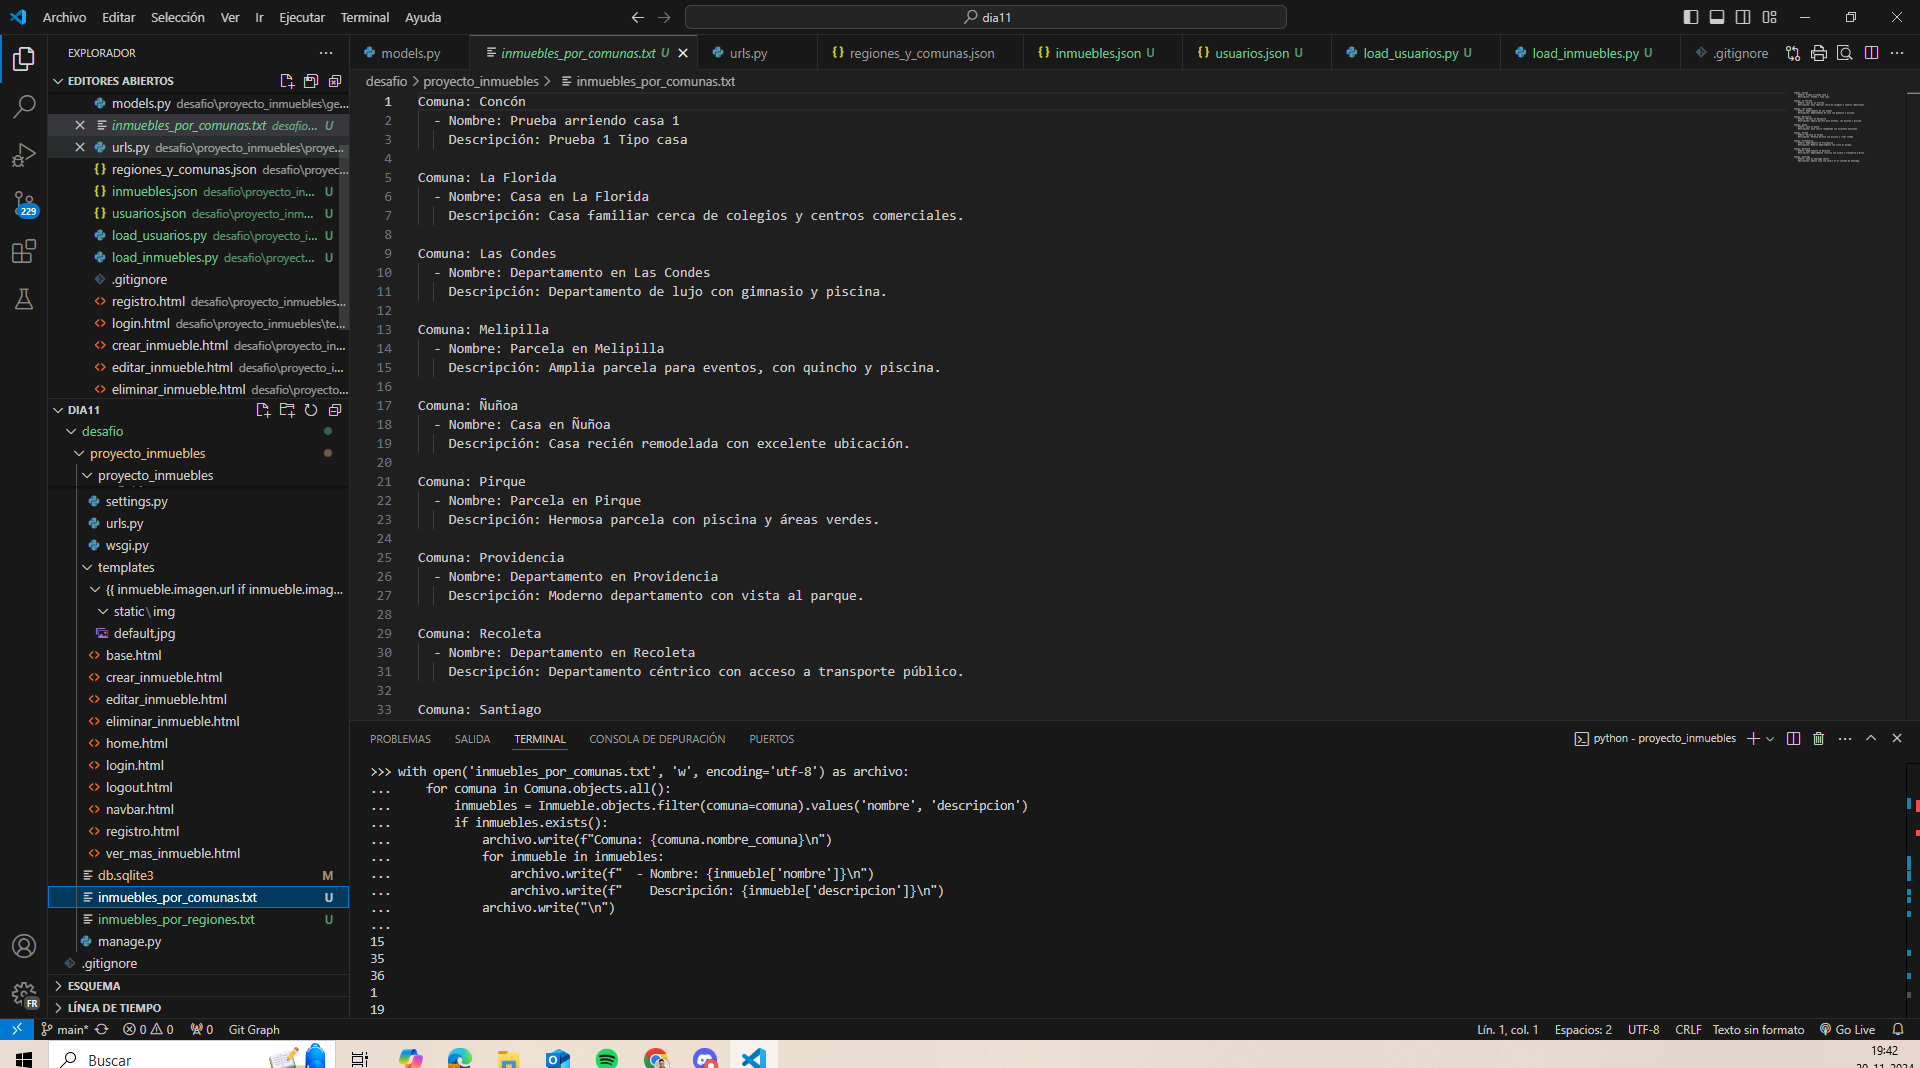 Archivo Editar Selección Ver Ir Ejecutar Terminal Ayuda
dia11
EXPLORADOR
EDITORES ABIERTOS
models.py desafio\proyecto_inmuebles\ge...
inmuebles_por_comunas.txt desafio... U
urls.py desafio\proyecto_inmuebles\proye...
regiones_y_comunas.json desafio\proyec...
inmuebles.json desafio\proyecto_in... U
usuarios.json desafio\proyecto_inm... U
load_usuarios.py desafio\proyecto_i... U
load_inmuebles.py desafio\proyect... U
.gitignore
registro.html desafio\proyecto_inmuebles...
login.html desafio\proyecto_inmuebles\te...
crear_inmueble.html desafio\proyecto_in...
editar_inmueble.html desafio\proyecto_i...
eliminar_inmueble.html desafio\proyecto...
DIA11
desafio
proyecto_inmuebles
proyecto_inmuebles
settings.py
urls.py
wsgi.py
templates
{{ inmueble.imagen.url if inmueble.imag...
static\img
default.jpg
base.html
crear_inmueble.html
editar_inmueble.html
eliminar_inmueble.html
home.html
login.html
logout.html
navbar.html
registro.html
ver_mas_inmueble.html
db.sqlite3 M
inmuebles_por_comunas.txt U
inmuebles_por_regiones.txt U
manage.py
.gitignore
ESQUEMA
LÍNEA DE TIEMPO
229
FR
models.py inmuebles_por_comunas.txt U urls.py regiones_y_comunas.json inmuebles.json U usuarios.json U load_usuarios.py U load_inmuebles.py U .gitignore
desafio > proyecto_inmuebles > inmuebles_por_comunas.txt
1 Comuna: Concón
2 - Nombre: Prueba arriendo casa 1
3 Descripción: Prueba 1 Tipo casa
4
5 Comuna: La Florida
6 - Nombre: Casa en La Florida
7 Descripción: Casa familiar cerca de colegios y centros comerciales.
8
9 Comuna: Las Condes
10 - Nombre: Departamento en Las Condes
11 Descripción: Departamento de lujo con gimnasio y piscina.
12
13 Comuna: Melipilla
14 - Nombre: Parcela en Melipilla
15 Descripción: Amplia parcela para eventos, con quincho y piscina.
16
17 Comuna: Ñuñoa
18 - Nombre: Casa en Ñuñoa
19 Descripción: Casa recién remodelada con excelente ubicación.
20
21 Comuna: Pirque
22 - Nombre: Parcela en Pirque
23 Descripción: Hermosa parcela con piscina y áreas verdes.
24
25 Comuna: Providencia
26 - Nombre: Departamento en Providencia
27 Descripción: Moderno departamento con vista al parque.
28
29 Comuna: Recoleta
30 - Nombre: Departamento en Recoleta
31 Descripción: Departamento céntrico con acceso a transporte público.
32
33 Comuna: Santiago
PROBLEMAS SALIDA TERMINAL CONSOLA DE DEPURACIÓN PUERTOS
python - proyecto_inmuebles
>>> with open('inmuebles_por_comunas.txt', 'w', encoding='utf-8') as archivo:
... for comuna in Comuna.objects.all():
... inmuebles = Inmueble.objects.filter(comuna=comuna).values('nombre', 'descripcion')
... if inmuebles.exists():
... archivo.write(f"Comuna: {comuna.nombre_comuna}\n")
... for inmueble in inmuebles:
... archivo.write(f" - Nombre: {inmueble['nombre']}\n")
... archivo.write(f" Descripción: {inmueble['descripcion']}\n")
... archivo.write("\n")
...
15
35
36
1
19
main* 0 0 0 Git Graph
Lín. 1, col. 1 Espacios: 2 UTF-8 CRLF Texto sin formato Go Live
Buscar
19:42